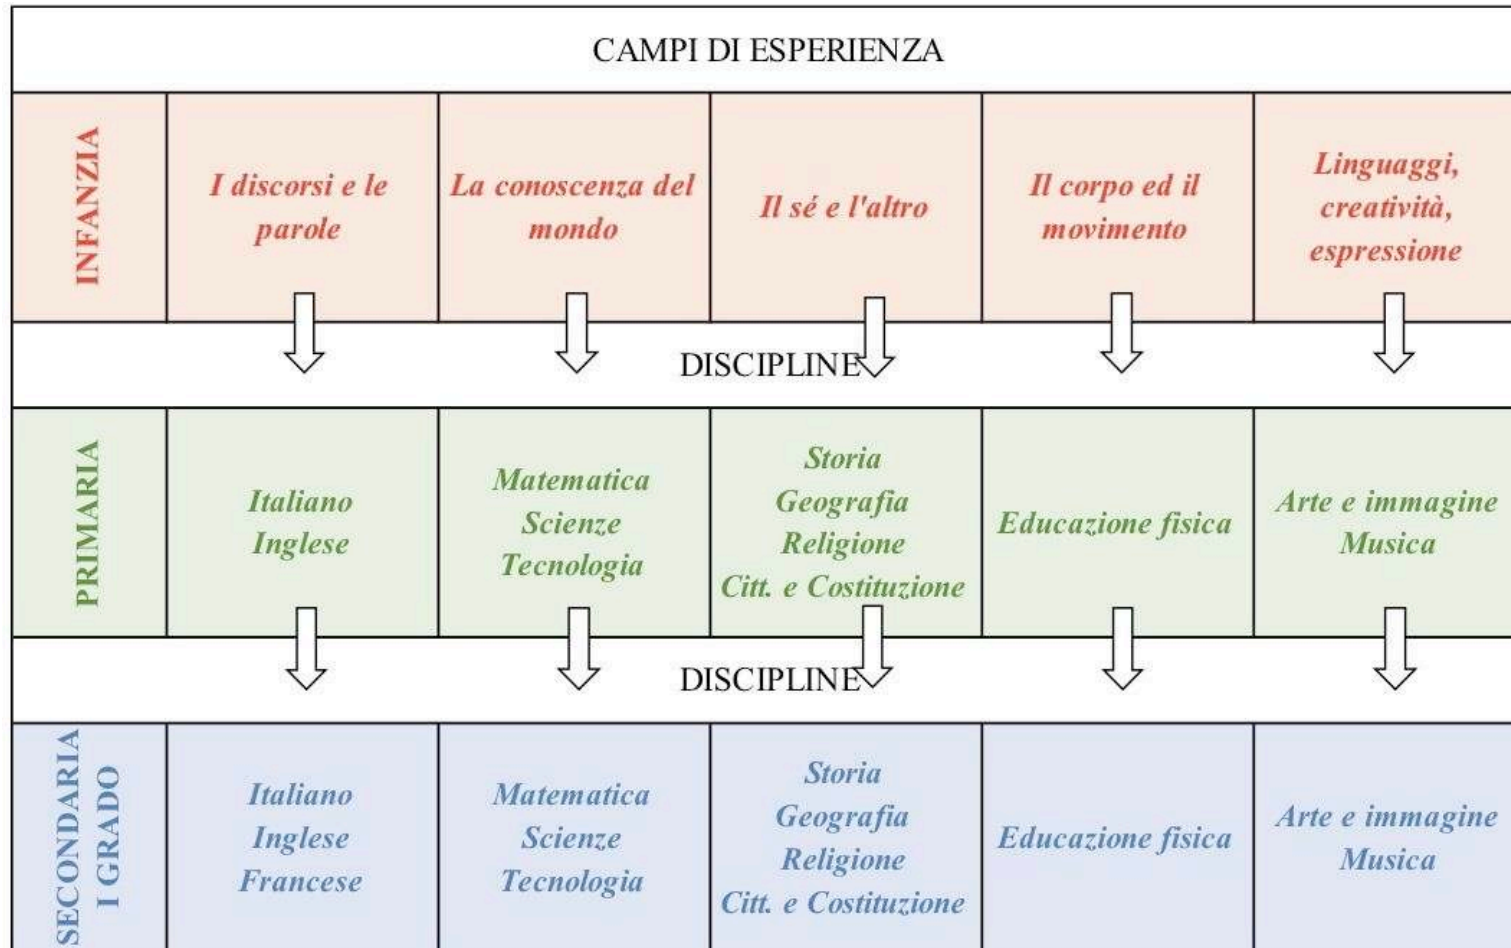 CAMPI DI ESPERIENZA
INFANZIA
I discorsi e le
parole
La conoscenza del
mondo
Il sé e l'altro
Il corpo ed il
movimento
Linguaggi,
creatività,
espressione
DISCIPLINE
PRIMARIA
Italiano
Inglese
Matematica
Scienze
Tecnologia
Storia
Geografia
Religione
Citt. e Costituzione
Educazione fisica
Arte e immagine
Musica
DISCIPLINE
SECONDARIA
I GRADO
Italiano
Inglese
Francese
Matematica
Scienze
Tecnologia
Storia
Geografia
Religione
Citt. e Costituzione
Educazione fisica
Arte e immagine
Musica